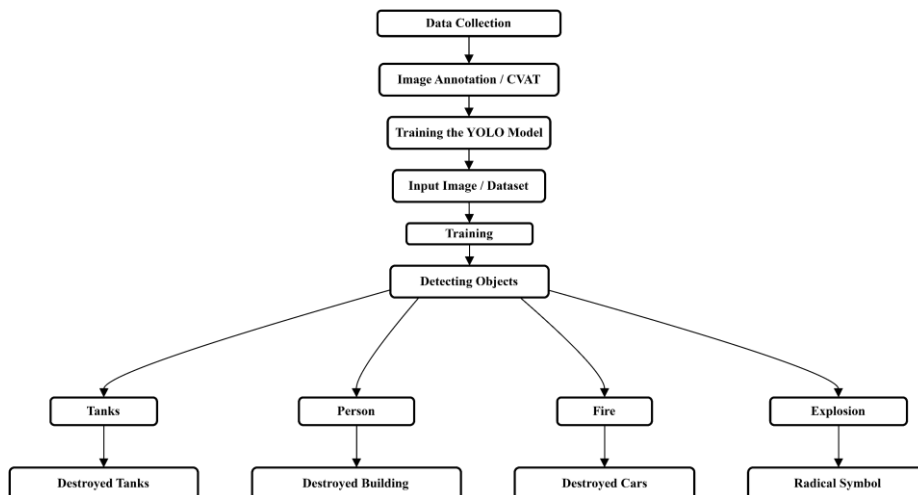 Data Collection
Image Annotation / CVAT
Training the YOLO Model
Input Image / Dataset
Training
Detecting Objects
Tanks
Person
Fire
Explosion
Destroyed Tanks
Destroyed Building
Destroyed Cars
Radical Symbol